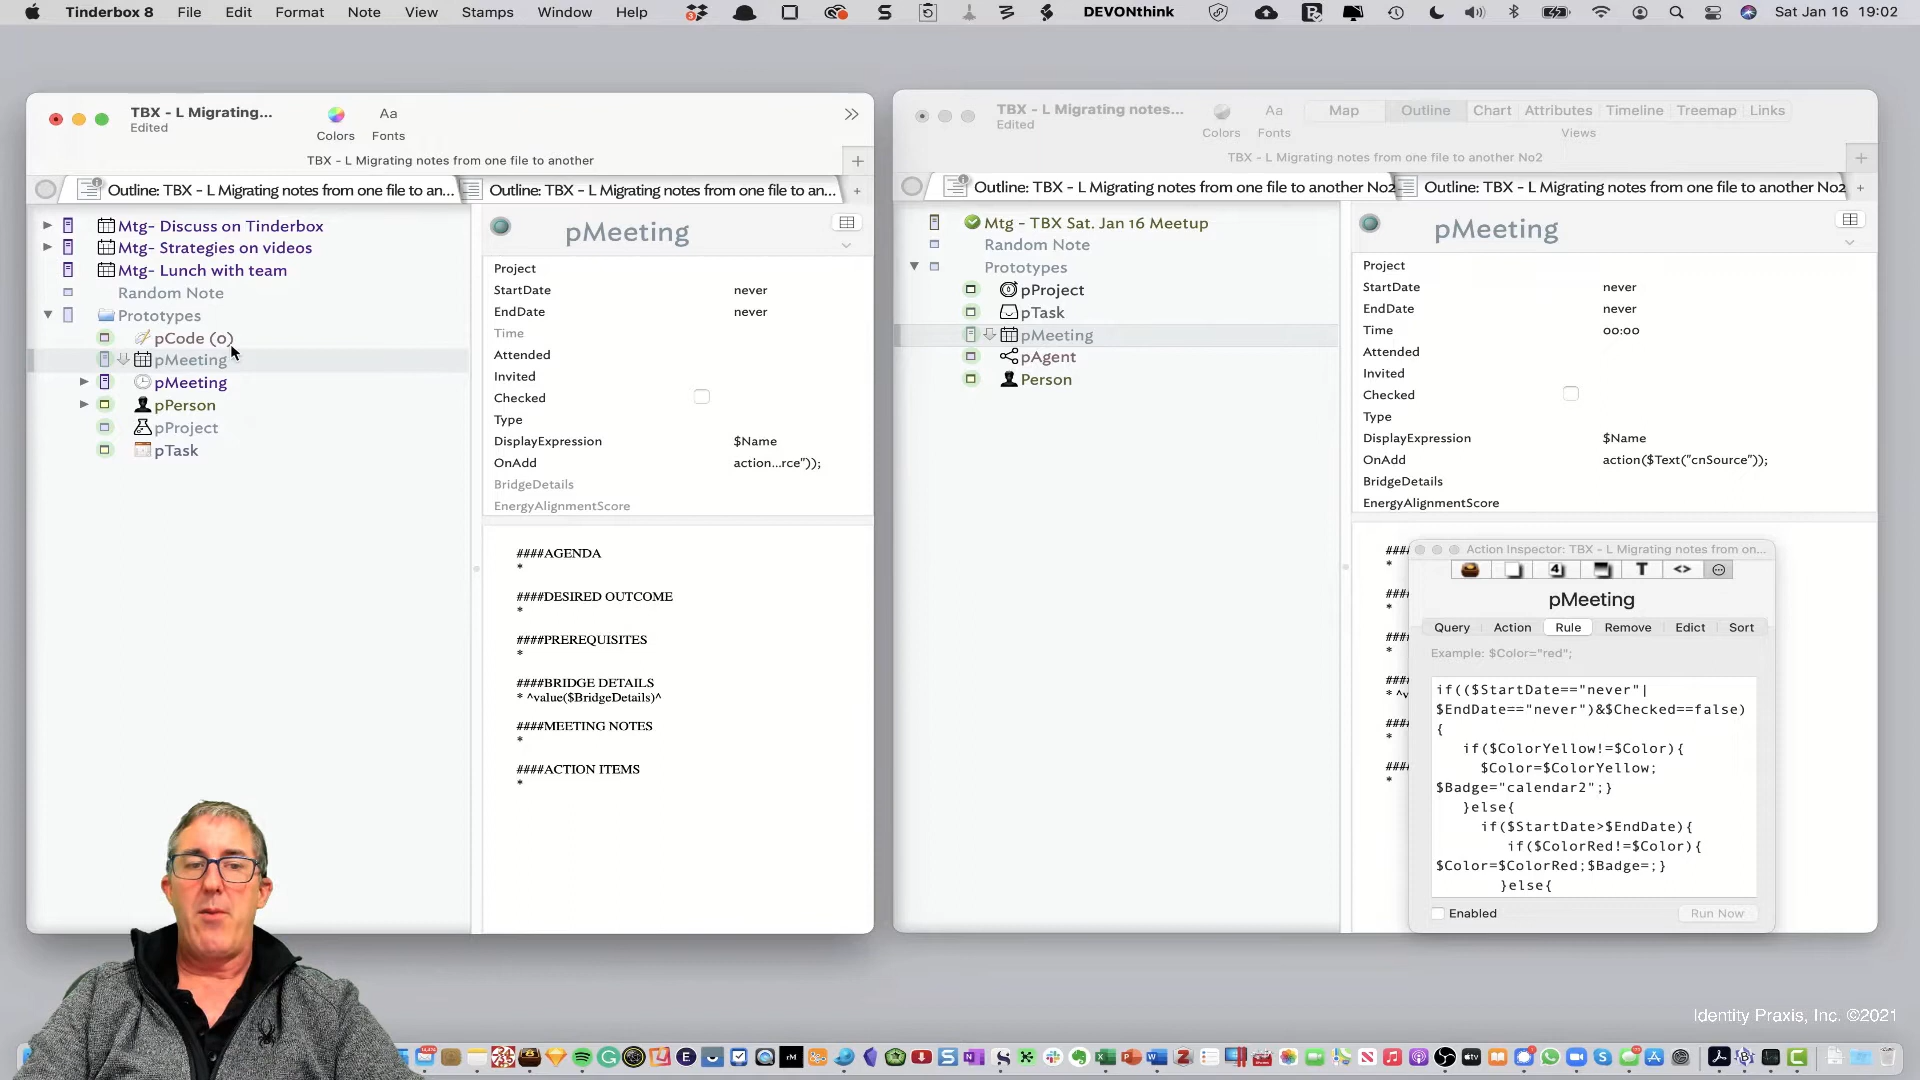 Tinderbox 8 File Edit Format Note View Stamps Window Help DEVONthink Sat Jan 16 19:02
TBX - L Migrating...
Edited
Colors
Aa
Fonts
TBX - L Migrating notes from one file to another
Outline: TBX - L Migrating notes from one file to an...
Outline: TBX - L Migrating notes from one file to an...
Mtg- Discuss on Tinderbox
Mtg- Strategies on videos
Mtg- Lunch with team
Random Note
Prototypes
pCode (0)
pMeeting
pMeeting
pPerson
pProject
pTask
pMeeting
Project
StartDate never
EndDate never
Time
Attended
Invited
Checked
Type
DisplayExpression $Name
OnAdd action...rce"));
BridgeDetails
EnergyAlignmentScore
####AGENDA
*
####DESIRED OUTCOME
*
####PREREQUISITES
*
####BRIDGE DETAILS
* ^value($BridgeDetails)^
####MEETING NOTES
*
####ACTION ITEMS
*
TBX - L Migrating notes...
Edited
Colors
Aa
Fonts
Map Outline Chart Attributes Timeline Treemap Links
Views
TBX - L Migrating notes from one file to another No2
Outline: TBX - L Migrating notes from one file to another No2
Outline: TBX - L Migrating notes from one file to another No2
Mtg - TBX Sat. Jan 16 Meetup
Random Note
Prototypes
pProject
pTask
pMeeting
pAgent
Person
pMeeting
Project
StartDate never
EndDate never
Time 00:00
Attended
Invited
Checked
Type
DisplayExpression $Name
OnAdd action($Text("cnSource"));
BridgeDetails
EnergyAlignmentScore
####
*
####
*
####
*
####
* ^v
####
*
####
*
Action Inspector: TBX - L Migrating notes from on...
4 T <>
pMeeting
Query Action Rule Remove Edict Sort
Example: $Color="red";
if(($StartDate=="never"|
$EndDate=="never")&$Checked==false)
{
if($ColorYellow!=$Color){
$Color=$ColorYellow;
$Badge="calendar2";}
}else{
if($StartDate>$EndDate){
if($ColorRed!=$Color){
$Color=$ColorRed;$Badge=;}
}else{
Enabled
Run Now
Identity Praxis, Inc. ©2021